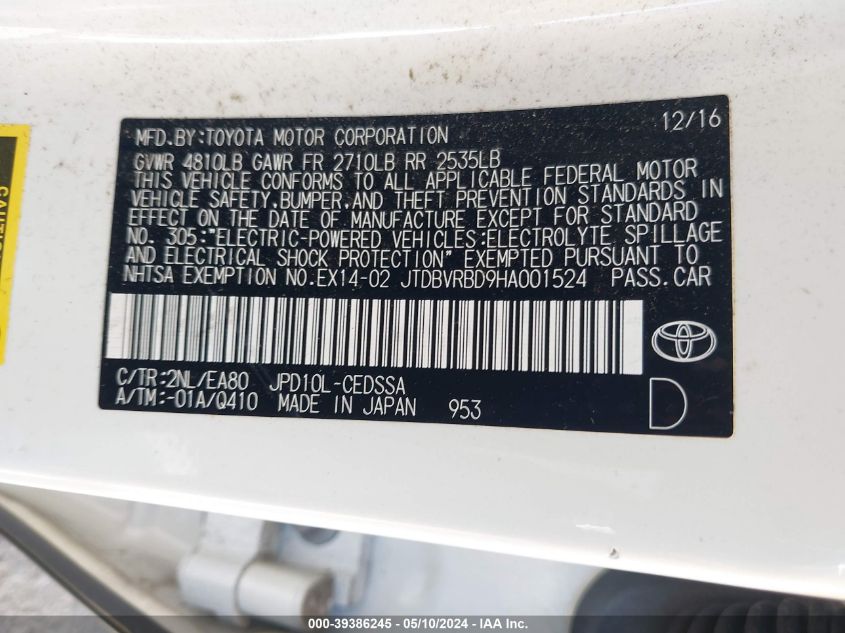 MFD.BY:TOYOTA MOTOR CORPORATION 12/16
GVWR 4810LB GAWR FR 2710LB RR 2535LB
THIS VEHICLE CONFORMS TO ALL APPLICABLE FEDERAL MOTOR
VEHICLE SAFETY,BUMPER,AND THEFT PREVENTION STANDARDS IN
EFFECT ON THE DATE OF MANUFACTURE EXCEPT FOR STANDARD
NO. 305:"ELECTRIC-POWERED VEHICLES:ELECTROLYTE SPILLAGE
AND ELECTRICAL SHOCK PROTECTION" EXEMPTED PURSUANT TO
NHTSA EXEMPTION NO.EX14-02 JTDBVRBD9HA001524 PASS.CAR
C/TR:2NL/EA80 JPD10L-CEDSSA
A/TM:-01A/Q410 MADE IN JAPAN 953
D
000-39386245 - 05/10/2024 - IAA Inc.